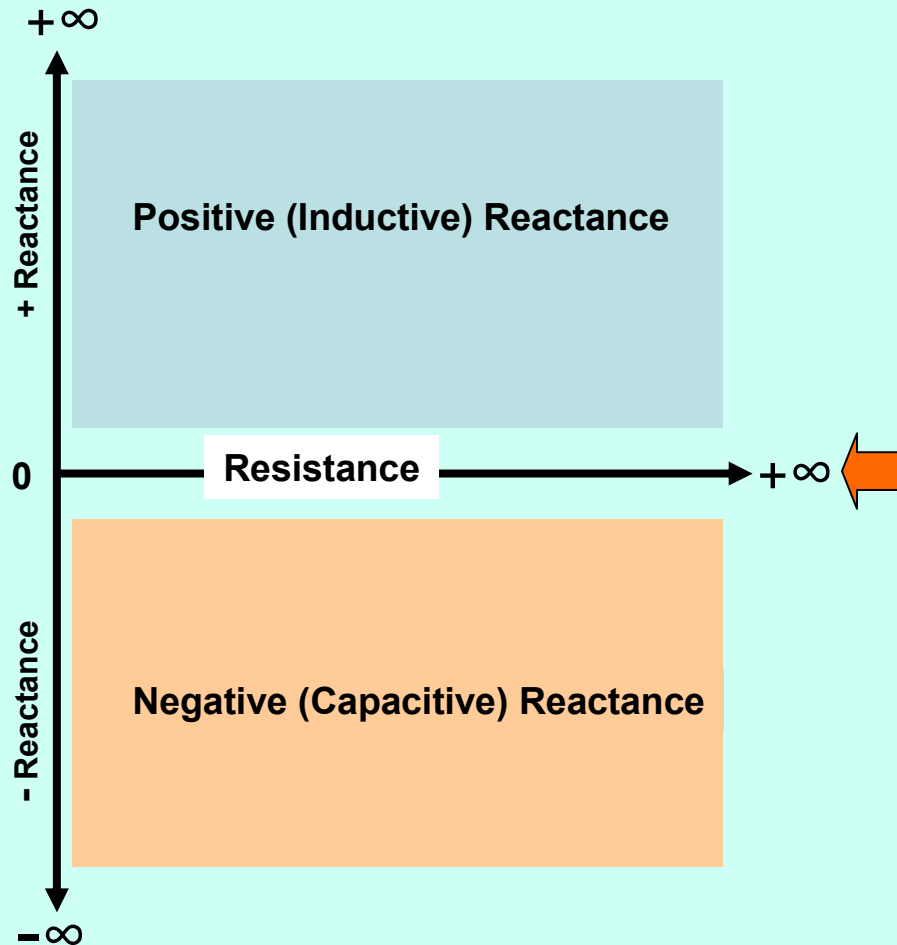 +∞
+ Reactance
Positive (Inductive) Reactance
0
Resistance
+∞
- Reactance
Negative (Capacitive) Reactance
-∞